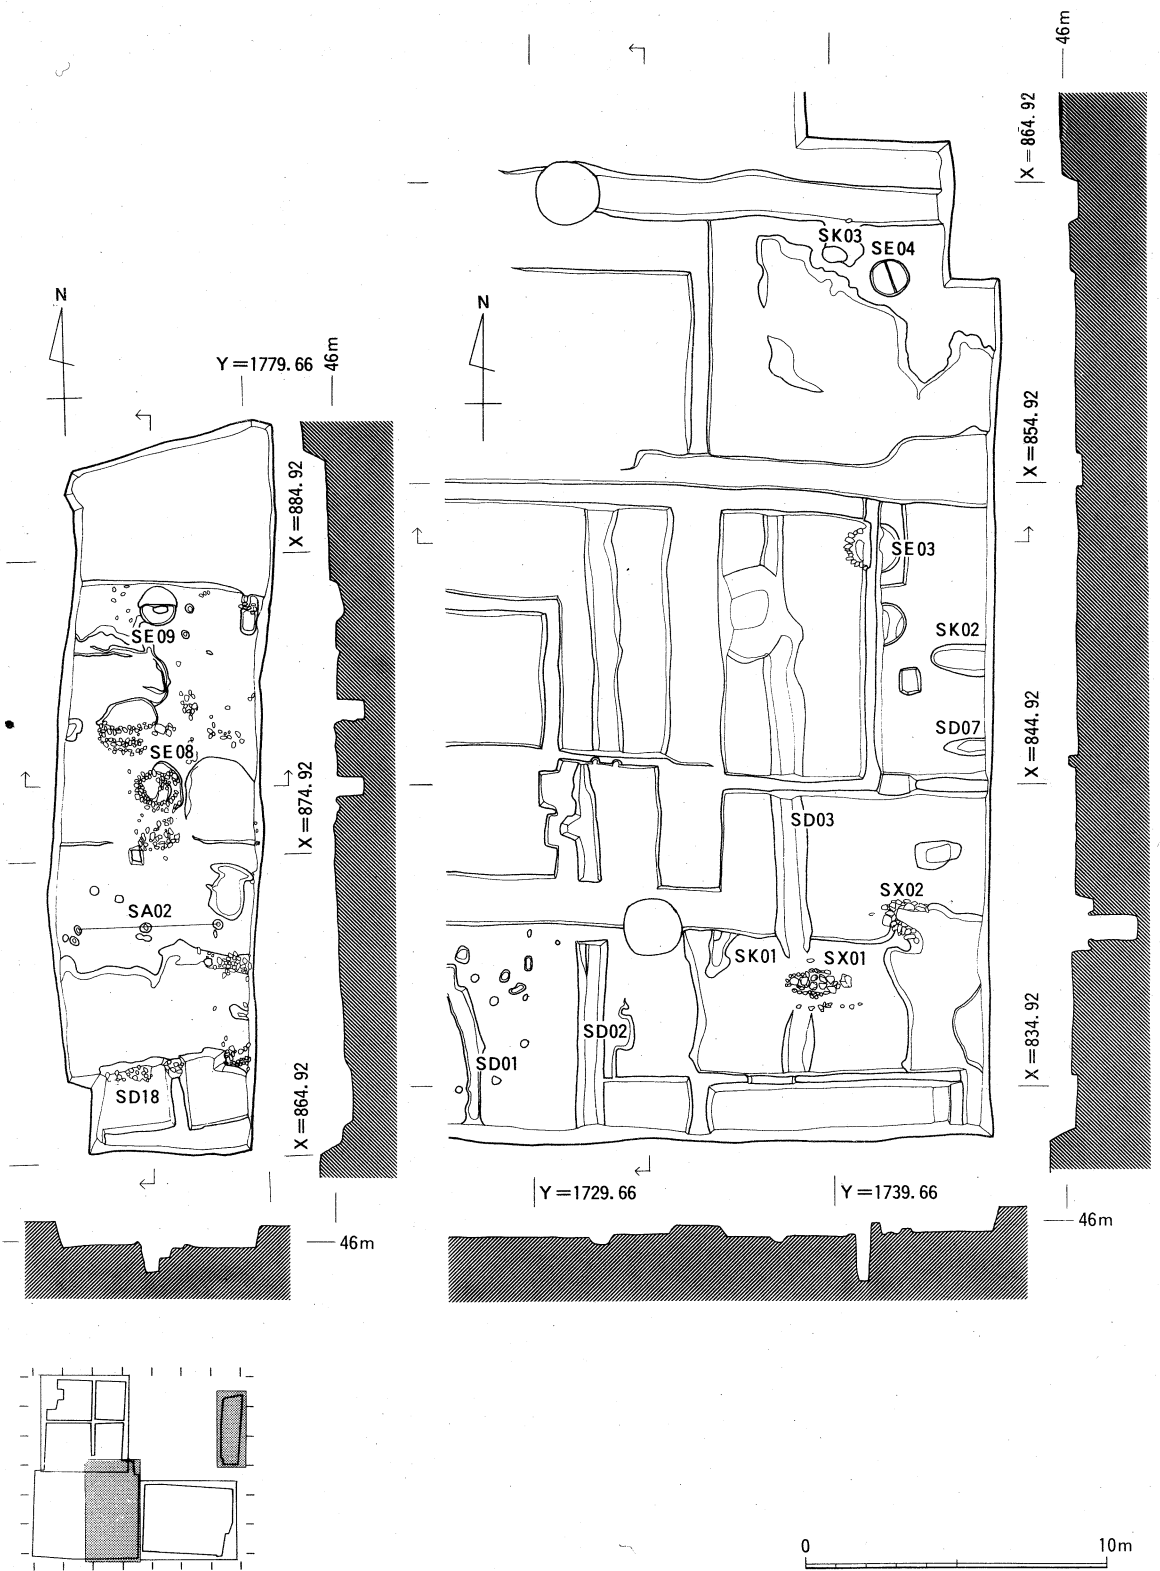 46m
X=864.92
SK03
SE04
N
N
Y=1779.66
46m
X=854.92
X=884.92
SE03
SE09
SK02
SD07
X=844.92
SE08
X=874.92
SD03
SX02
SA02
SK01
SX01
SD02
X=834.92
SD01
SD18
X=864.92
Y=1729.66
Y=1739.66
46m
46m
0
10m